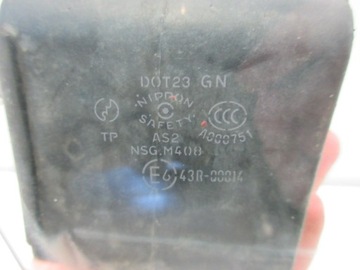 DOT23 GN
NIPPON
SAFETY
CCC
A000751
TP
AS2
NSG.M408
E6 43R-00014